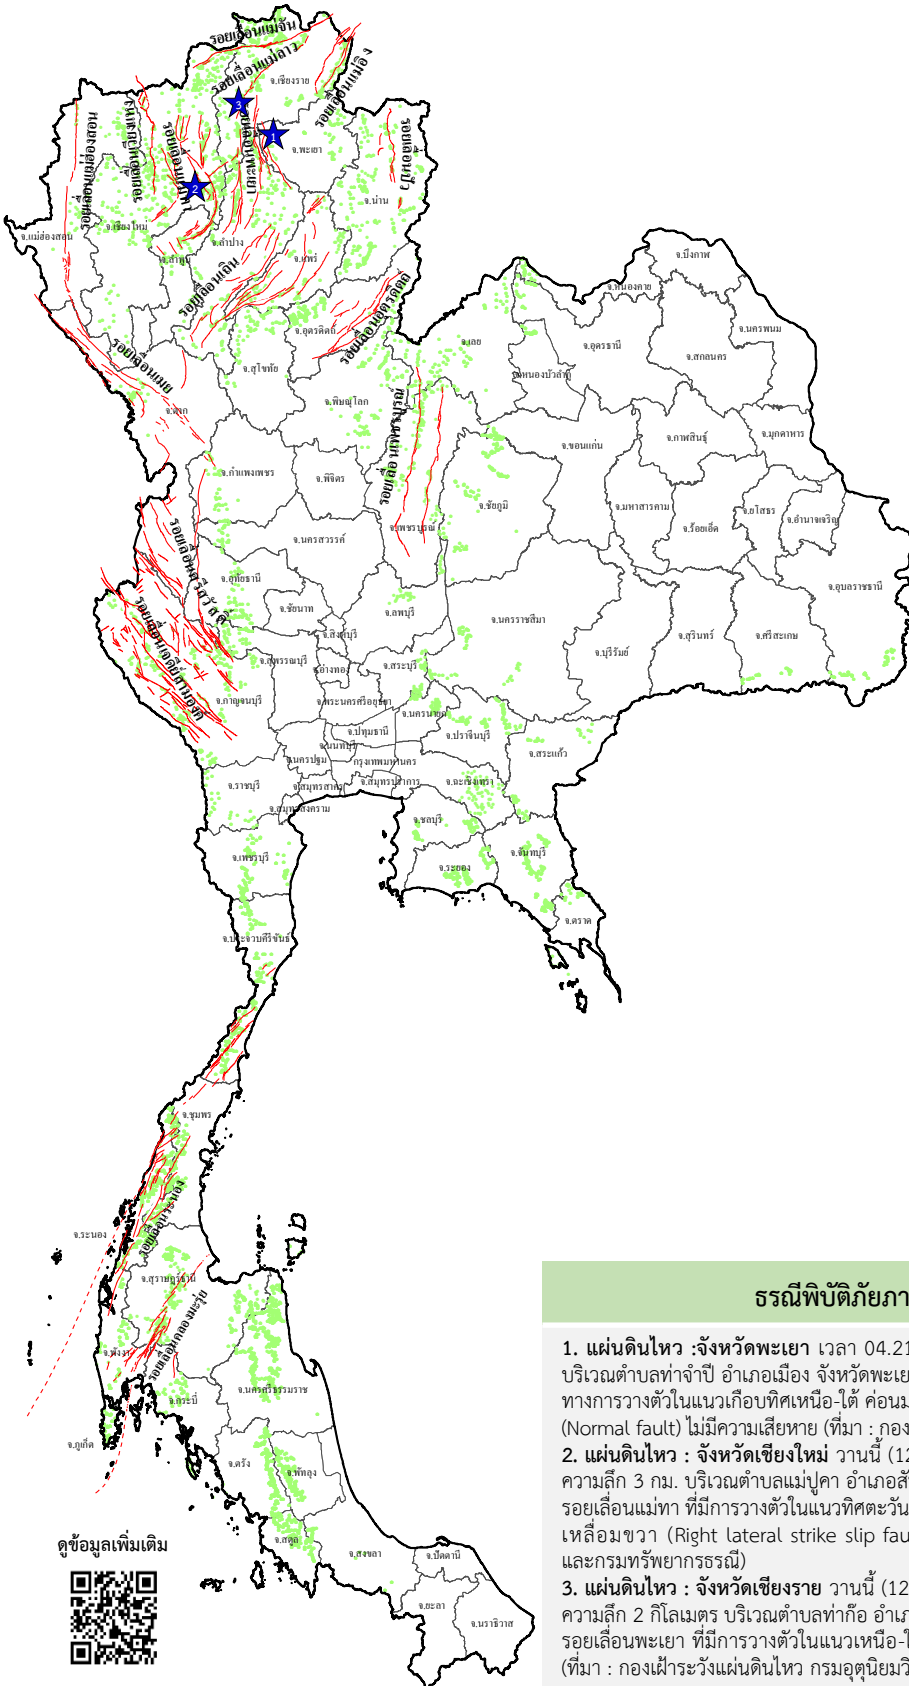 รอยเลื่อนแม่จัน
รอยเลื่อนแม่ลาว
จ.เชียงราย
รอยเลื่อนแม่อิง
3
1
รอยเลื่อนพะเยา
จ.พะเยา
รอยเลื่อนปัว
รอยเลื่อนแม่ฮ่องสอน
รอยเลื่อนแม่ทา
2
จ.น่าน
จ.แม่ฮ่องสอน
จ.เชียงใหม่
จ.ลำปาง
จ.ลำพูน
จ.แพร่
รอยเลื่อนเถิน
รอยเลื่อนอุตรดิตถ์
จ.อุตรดิตถ์
จ.บึงกาฬ
จ.หนองคาย
จ.นครพนม
จ.เลย
จ.อุดรธานี
จ.สกลนคร
รอยเลื่อนเมย
จ.สุโขทัย
จ.หนองบัวลำภู
จ.ตาก
จ.พิษณุโลก
รอยเลื่อนเพชรบูรณ์
จ.ขอนแก่น
จ.กาฬสินธุ์
จ.มุกดาหาร
จ.กำแพงเพชร
จ.พิจิตร
จ.ชัยภูมิ
จ.มหาสารคาม
จ.ยโสธร
จ.เพชรบูรณ์
จ.ร้อยเอ็ด
จ.อำนาจเจริญ
จ.นครสวรรค์
รอยเลื่อนศรีสวัสดิ์
จ.อุทัยธานี
จ.อุบลราชธานี
จ.ชัยนาท
จ.ลพบุรี
จ.นครราชสีมา
รอยเลื่อนเจดีย์สามองค์
จ.สิงห์บุรี
จ.บุรีรัมย์
จ.สุรินทร์
จ.ศรีสะเกษ
จ.สุพรรณบุรี
จ.อ่างทอง
จ.สระบุรี
จ.กาญจนบุรี
จ.พระนครศรีอยุธยา
จ.นครนายก
จ.ปทุมธานี
จ.ปราจีนบุรี
จ.นนทบุรี
จ.สระแก้ว
จ.นครปฐม
กรุงเทพมหานคร
จ.ราชบุรี
จ.สมุทรสาคร
จ.สมุทรปราการ
จ.ฉะเชิงเทรา
จ.สมุทรสงคราม
จ.ชลบุรี
จ.เพชรบุรี
จ.ระยอง
จ.จันทบุรี
จ.ตราด
จ.ประจวบคีรีขันธ์
จ.ชุมพร
รอยเลื่อนระนอง
จ.ระนอง
จ.สุราษฎร์ธานี
รอยเลื่อนคลองมะรุ่ย
จ.พังงา
จ.นครศรีธรรมราช
จ.กระบี่
จ.ภูเก็ต
จ.ตรัง
จ.พัทลุง
จ.สตูล
จ.สงขลา
จ.ปัตตานี
จ.ยะลา
จ.นราธิวาส
ดูข้อมูลเพิ่มเติม
ธรณีพิบัติภัยภา
1. แผ่นดินไหว :จังหวัดพะเยา เวลา 04.21
บริเวณตำบลท่าจำปี อำเภอเมือง จังหวัดพะเย
ทางการวางตัวในแนวเกือบทิศเหนือ-ใต้ ค่อนม
(Normal fault) ไม่มีความเสียหาย (ที่มา : กอง
2. แผ่นดินไหว : จังหวัดเชียงใหม่ วานนี้ (12
ความลึก 3 กม. บริเวณตำบลแม่ปูคา อำเภอสั
รอยเลื่อนแม่ทา ที่มีการวางตัวในแนวทิศตะวัน
เหลื่อมขวา (Right lateral strike slip faul
และกรมทรัพยากรธรณี)
3. แผ่นดินไหว : จังหวัดเชียงราย วานนี้ (12
ความลึก 2 กิโลเมตร บริเวณตำบลท่าก๊อ อำเภ
รอยเลื่อนพะเยา ที่มีการวางตัวในแนวเหนือ-ใ
(ที่มา : กองเฝ้าระวังแผ่นดินไหว กรมอุตุนิยมวิ